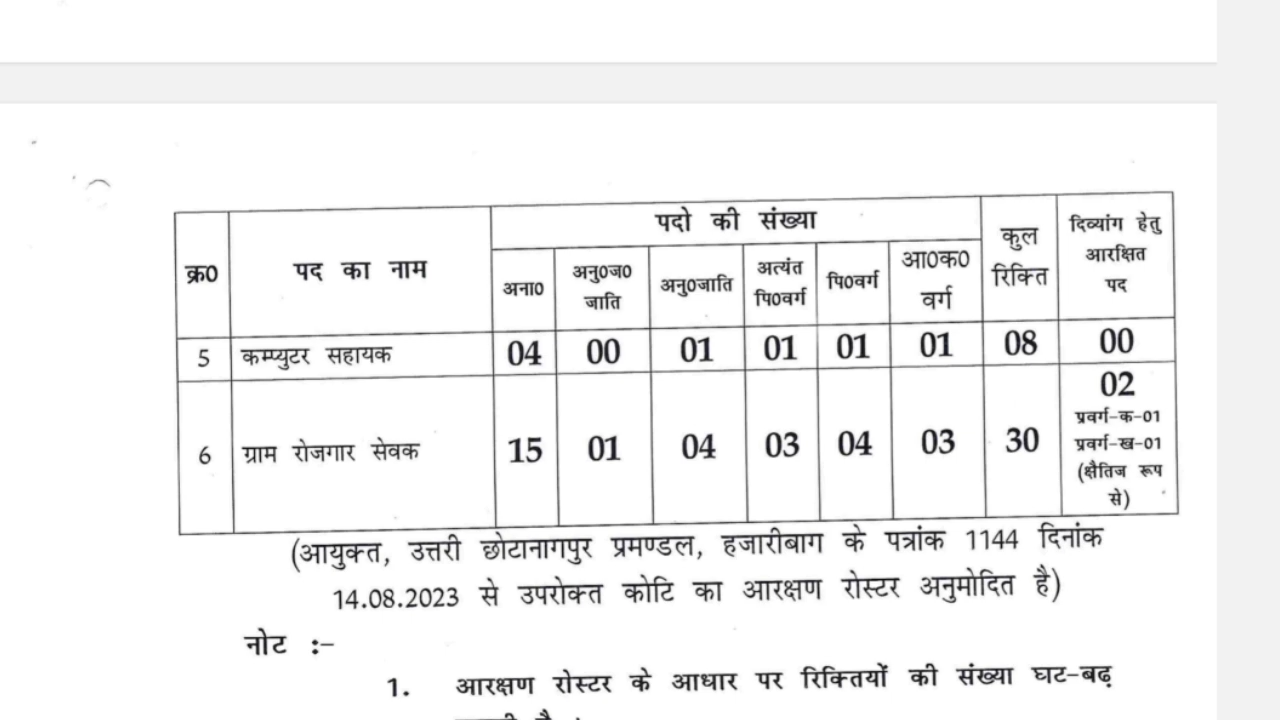 क्र0 पद का नाम पदो की संख्या कुल रिक्ति दिव्यांग हेतु आरक्षित पद
अना0 अनु0ज0 जाति अनु0जाति अत्यंत पि0वर्ग पि0वर्ग आ0क0 वर्ग
5 कम्प्युटर सहायक 04 00 01 01 01 01 08 00
6 ग्राम रोजगार सेवक 15 01 04 03 04 03 30 02
प्रवर्ग-क-01
प्रवर्ग-ख-01
(क्षैतिज रूप
से)
(आयुक्त, उत्तरी छोटानागपुर प्रमण्डल, हजारीबाग के पत्रांक 1144 दिनांक
14.08.2023 से उपरोक्त कोटि का आरक्षण रोस्टर अनुमोदित है)
नोट :-
1. आरक्षण रोस्टर के आधार पर रिक्तियों की संख्या घट-बढ़